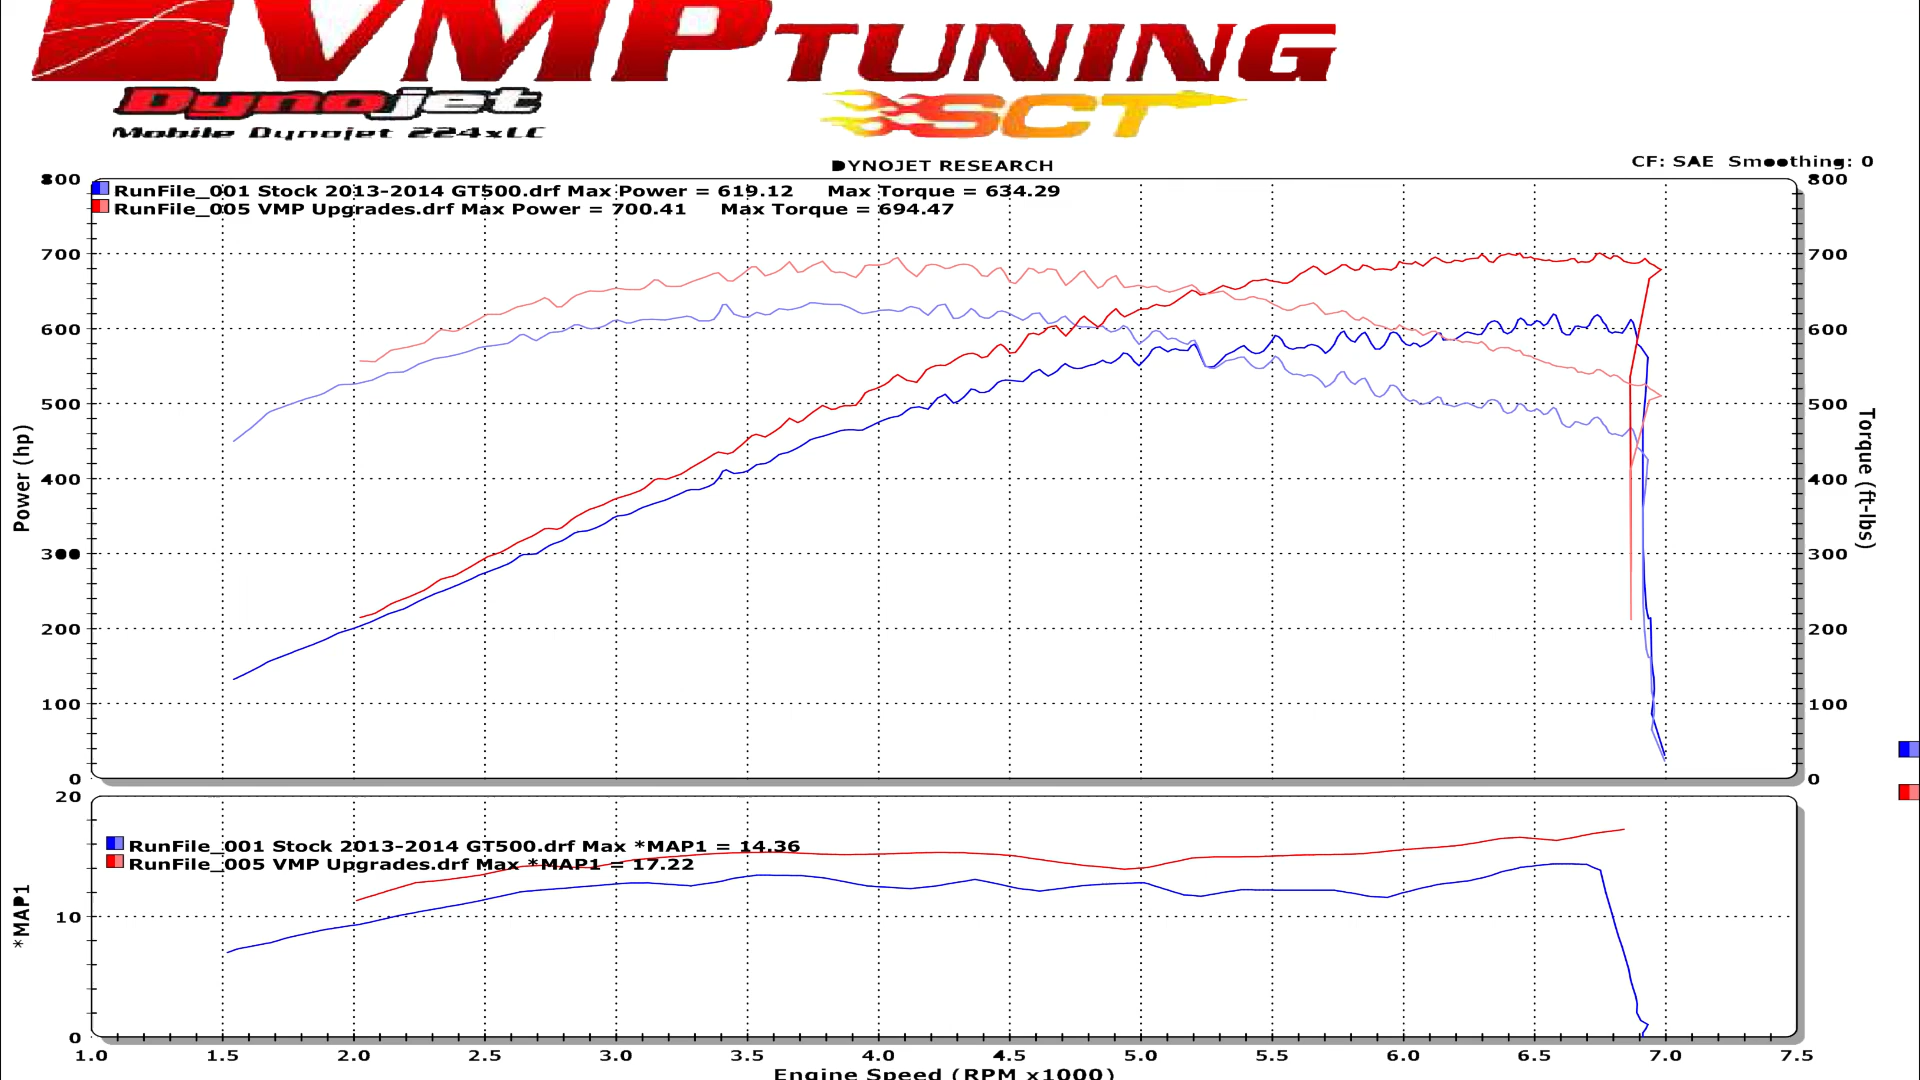 VMP TUNING
Dynojet
Mobile Dynojet 224xLC
SCT
DYNOJET RESEARCH
CF: SAE Smoothing: 0
RunFile_001 Stock 2013-2014 GT500.drf Max Power = 619.12 Max Torque = 634.29
RunFile_005 VMP Upgrades.drf Max Power = 700.41 Max Torque = 694.47
800 800
700 700
600 600
500 500
400 400
300 300
200 200
100 100
0 0
Power (hp)
Torque (ft-lbs)
20
RunFile_001 Stock 2013-2014 GT500.drf Max *MAP1 = 14.36
RunFile_005 VMP Upgrades.drf Max *MAP1 = 17.22
10
0
*MAP1
1.0 1.5 2.0 2.5 3.0 3.5 4.0 4.5 5.0 5.5 6.0 6.5 7.0 7.5
Engine Speed (RPM x1000)